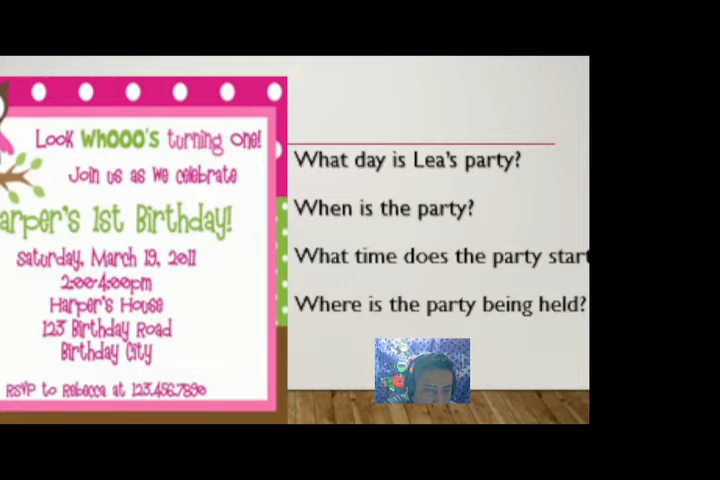 Look Whooo's turning one!
Join us as we celebrate
arper's 1st Birthday!
Saturday, March 19, 2011
2:00-4:00pm
Harper's House
123 Birthday Road
Birthday City
RSVP to Rebecca at 123.456.7890
What day is Lea's party?
When is the party?
What time does the party start
Where is the party being held?